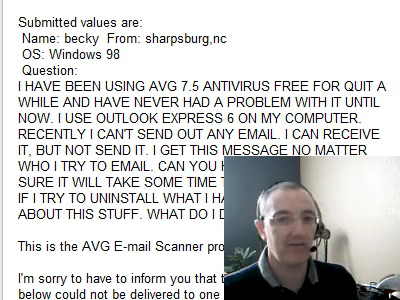 Submitted values are:
Name: becky  From: sharpsburg,nc
OS: Windows 98
Question:
I HAVE BEEN USING AVG 7.5 ANTIVIRUS FREE FOR QUIT A
WHILE AND HAVE NEVER HAD A PROBLEM WITH IT UNTIL
NOW. I USE OUTLOOK EXPRESS 6 ON MY COMPUTER.
RECENTLY I CAN'T SEND OUT ANY EMAIL. I CAN RECEIVE
IT, BUT NOT SEND IT. I GET THIS MESSAGE NO MATTER
WHO I TRY TO EMAIL. CAN YOU
SURE IT WILL TAKE SOME TIME
IF I TRY TO UNINSTALL WHAT I
ABOUT THIS STUFF. WHAT DO I
This is the AVG E-mail Scanner
I'm sorry to have to inform you that
below could not be delivered to one